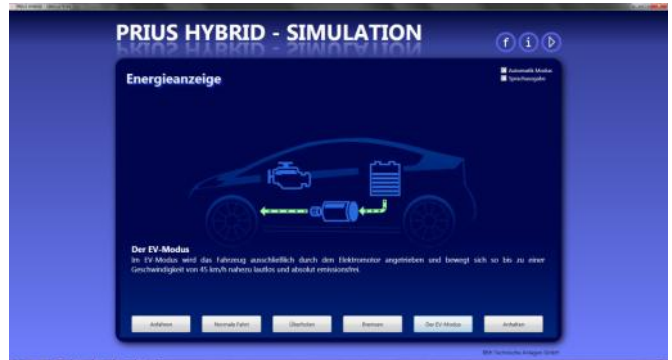 PRIUS HYBRID - SIMULATION
f i
Energieanzeige
Automatik Modus
Sprachausgabe
Der EV-Modus
Im EV-Modus wird das Fahrzeug ausschließlich durch den Elektromotor angetrieben und bewegt sich so bis zu einer
Geschwindigkeit von 45 km/h nahezu lautlos und absolut emissionsfrei.
Anfahren Normale Fahrt Überholen Bremsen Der EV-Modus Anhalten